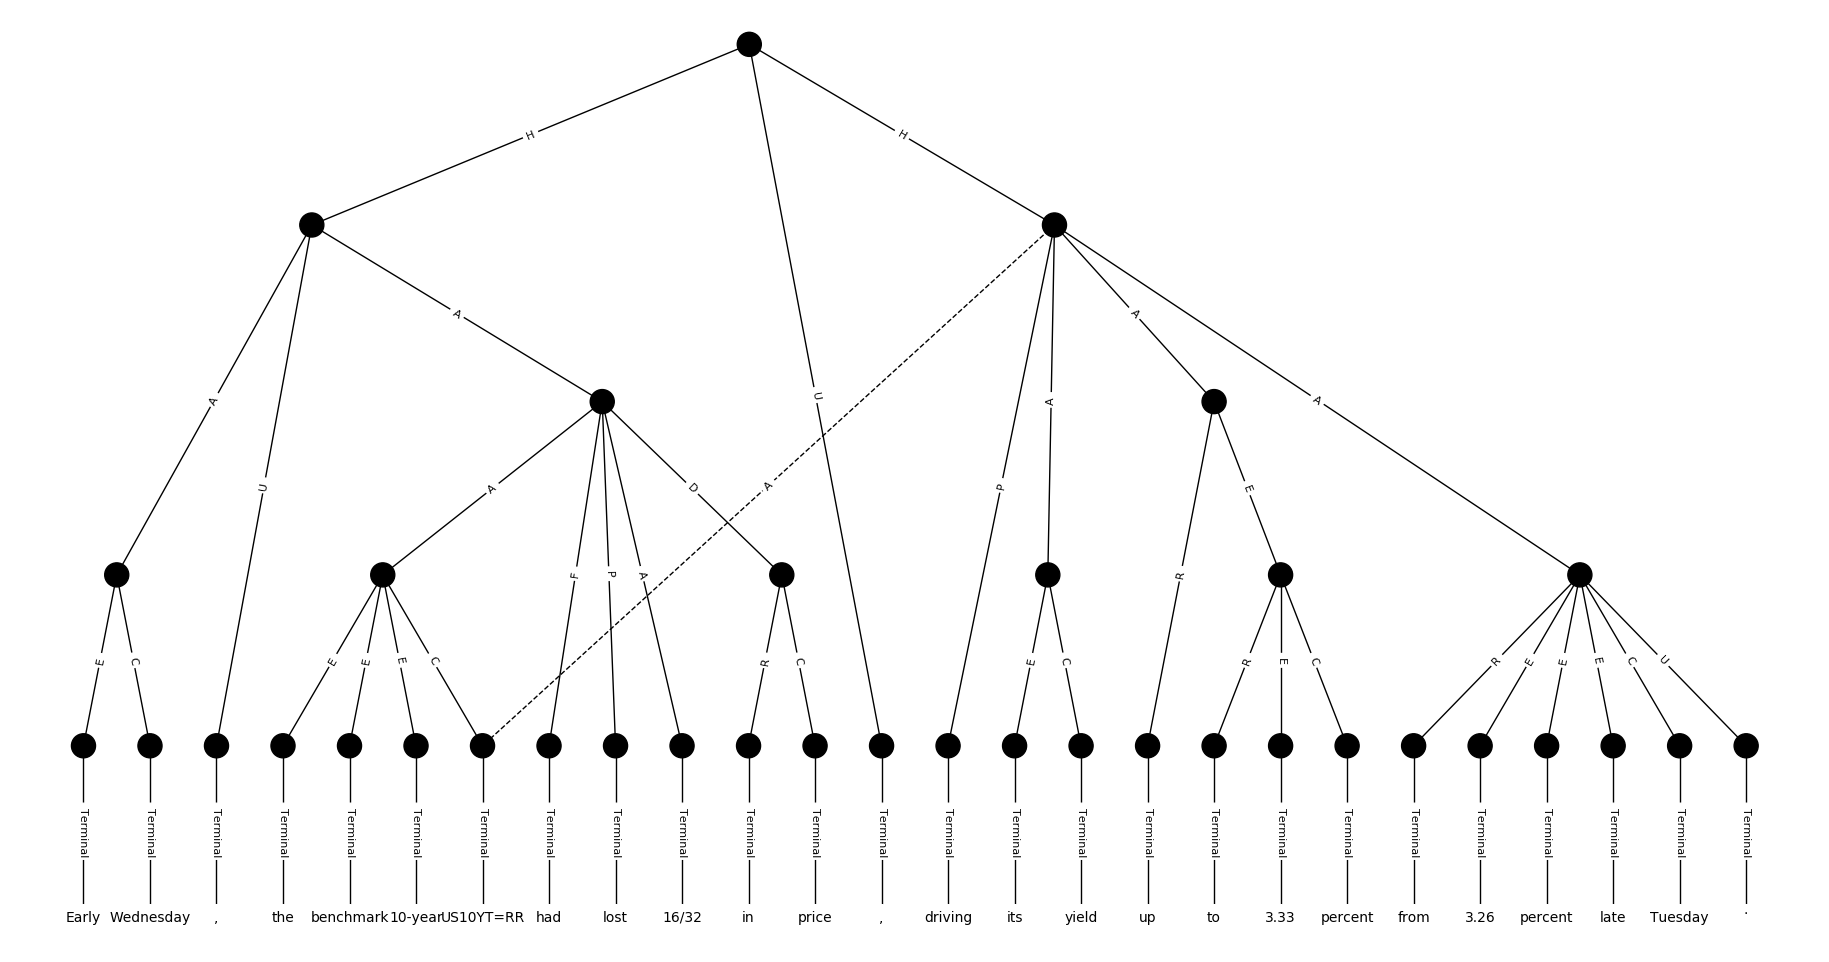 H H
A U A U A P A A A
A F P A D R E
E C E E E C R C E C R E C R E E E C U
Terminal Terminal Terminal Terminal Terminal Terminal Terminal Terminal Terminal Terminal Terminal Terminal Terminal Terminal Terminal Terminal Terminal Terminal Terminal Terminal Terminal Terminal Terminal Terminal Terminal Terminal
Early Wednesday , the benchmark 10-year US10YT=RR had lost 16/32 in price , driving its yield up to 3.33 percent from 3.26 percent late Tuesday .